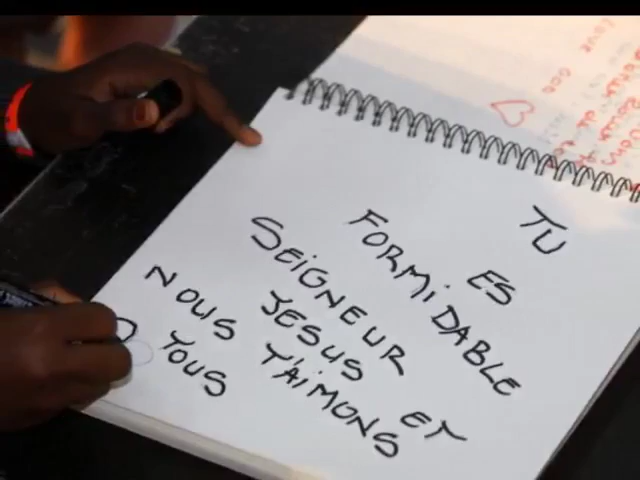 TU
ES
FORMiDABLE
SEiGNEUR
JESUS ET
NOUS T'AiMONS
TOUS